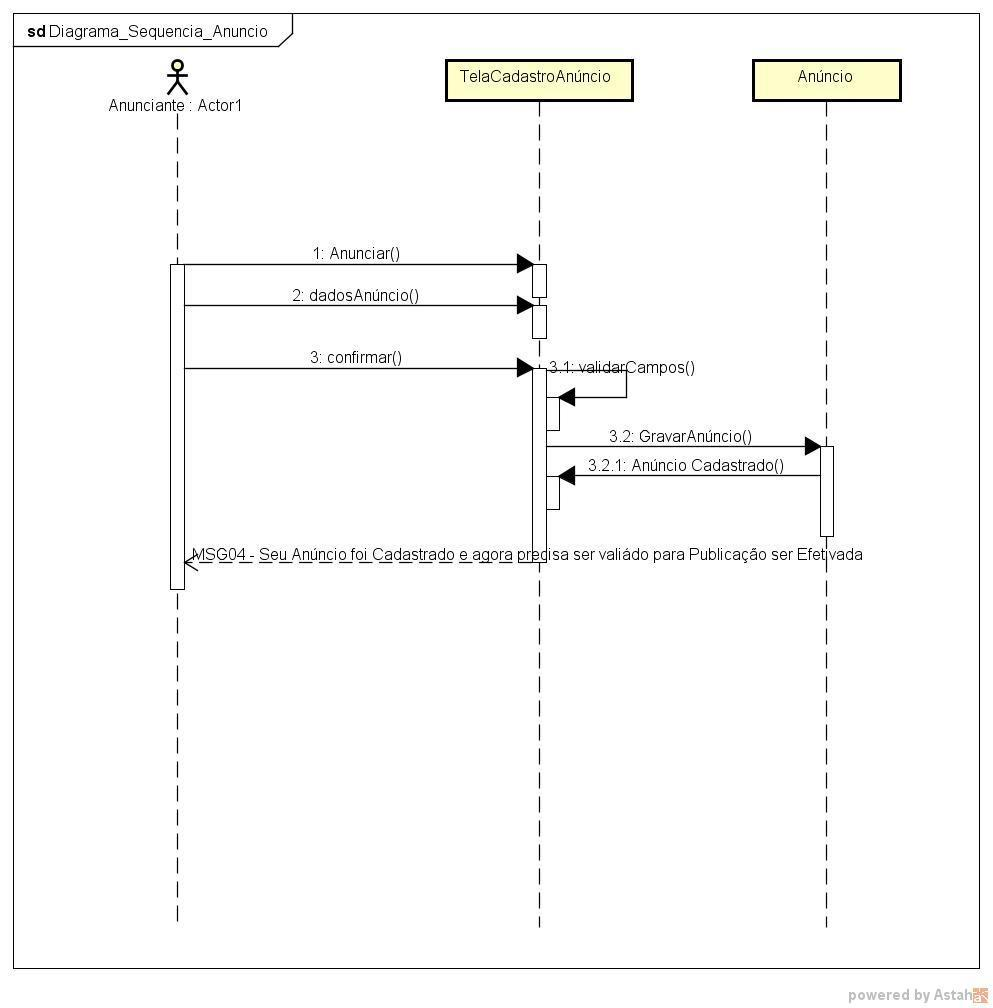 sd Diagrama_Sequencia_Anuncio
Anunciante : Actor1
TelaCadastroAnúncio
Anúncio
1: Anunciar()
2: dadosAnúncio()
3: confirmar()
3.1: validarCampos()
3.2: GravarAnúncio()
3.2.1: Anúncio Cadastrado()
MSG04 - Seu Anúncio foi Cadastrado e agora precisa ser valiádo para Publicação ser Efetivada
powered by Astah